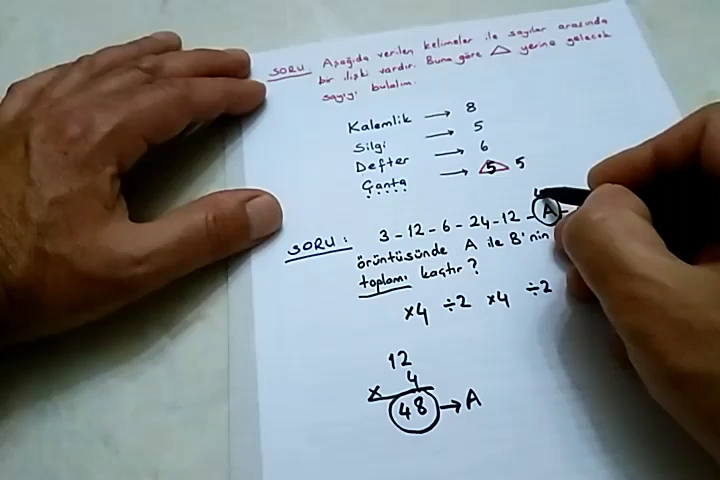 SORU: Aşağıda verilen kelimeler ile sayılar arasında
bir ilişki vardır. Buna göre △ yerine gelecek
sayıyı bulalım.
Kalemlik → 8
Silgi → 5
Defter → 6
Çanta → 5 5
SORU: 3-12-6-24-12-A-
örüntüsünde A ile B'nin
toplamı kaçtır?
×4 ÷2 ×4 ÷2
12
× 4
48 → A